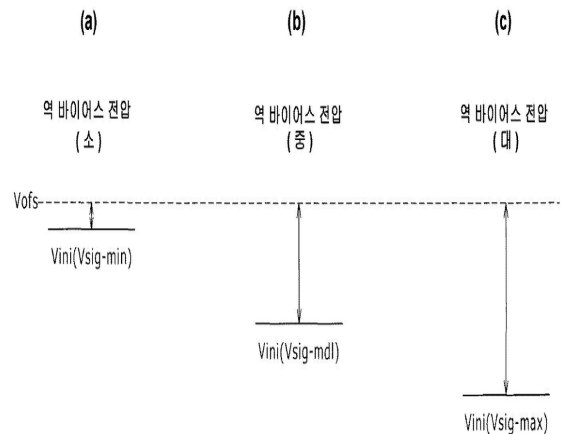 (a)
(b)
(c)
역 바이어스 전압
( 소 )
역 바이어스 전압
( 중 )
역 바이어스 전압
( 대 )
Vofs
Vini(Vsig-min)
Vini(Vsig-mdl)
Vini(Vsig-max)